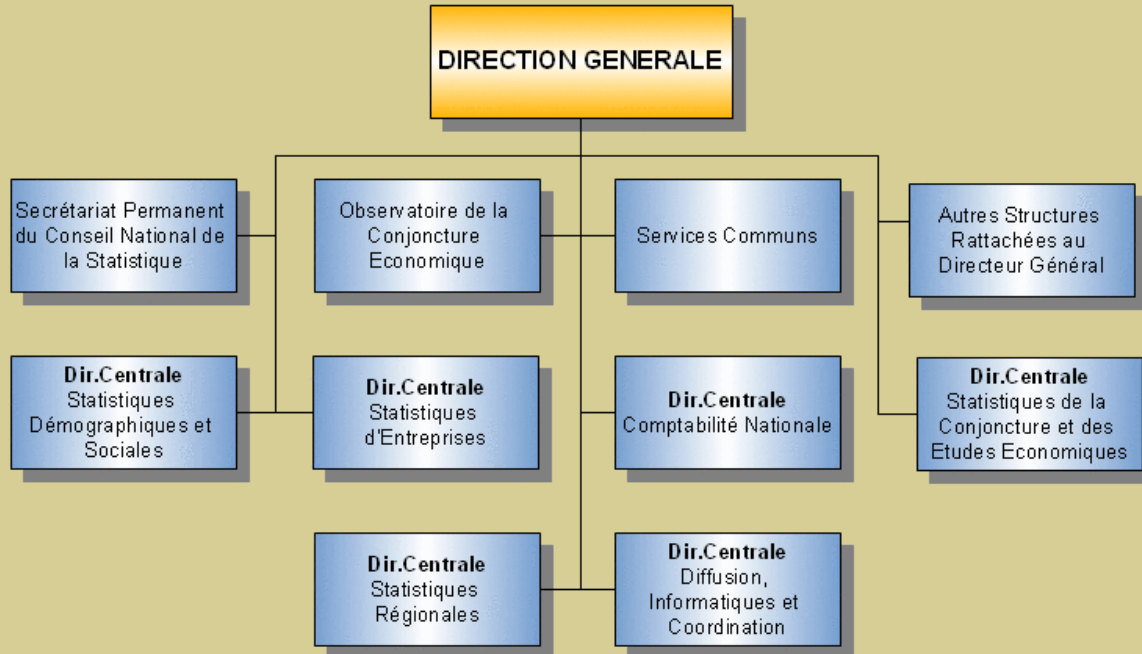 DIRECTION GENERALE
Secrétariat Permanent
du Conseil National de
la Statistique
Observatoire de la
Conjoncture
Economique
Services Communs
Autres Structures
Rattachées au
Directeur Général
Dir.Centrale
Statistiques
Démographiques et
Sociales
Dir.Centrale
Statistiques
d'Entreprises
Dir.Centrale
Comptabilité Nationale
Dir.Centrale
Statistiques de la
Conjoncture et des
Etudes Economiques
Dir.Centrale
Statistiques
Régionales
Dir.Centrale
Diffusion,
Informatiques et
Coordination